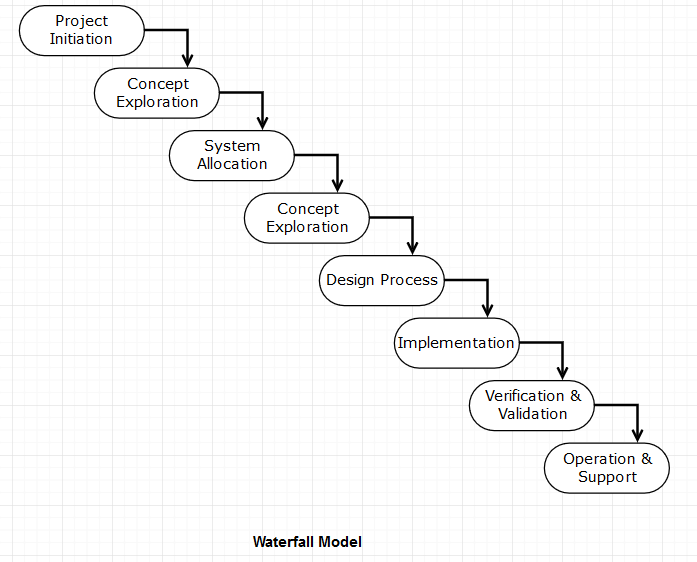 Project
Initiation
Concept
Exploration
System
Allocation
Concept
Exploration
Design Process
Implementation
Verification &
Validation
Operation &
Support
Waterfall Model